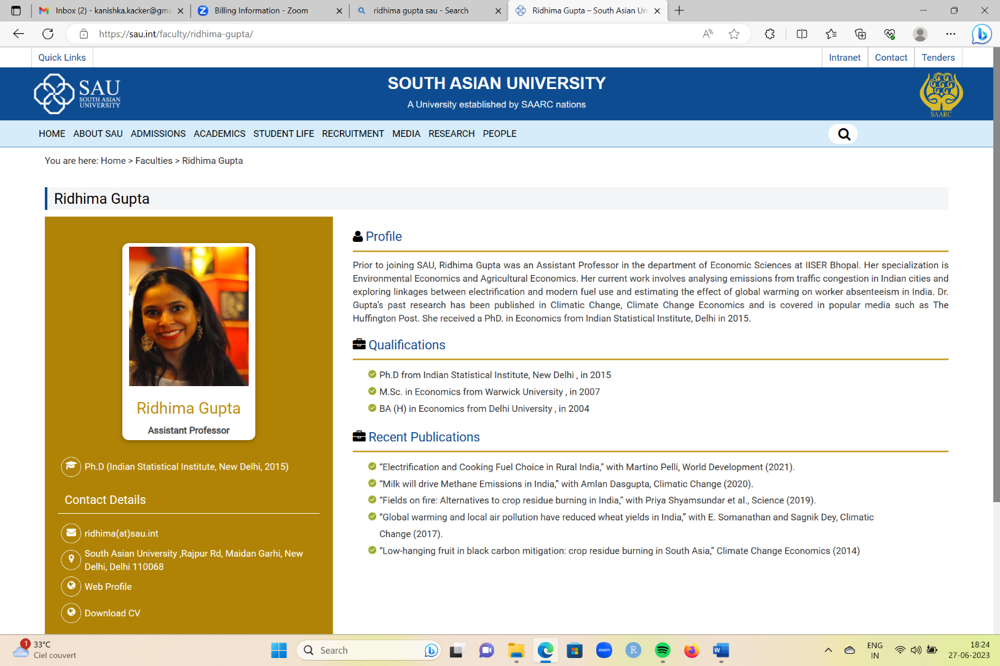 Inbox (2) - kanishka.kacker@gma
Billing Information - Zoom
ridhima gupta sau - Search
Ridhima Gupta – South Asian Un
https://sau.int/faculty/ridhima-gupta/
Quick Links
Intranet
Contact
Tenders
SAU
SOUTH ASIAN
UNIVERSITY
SOUTH ASIAN UNIVERSITY
A University established by SAARC nations
SAARC
HOME ABOUT SAU ADMISSIONS ACADEMICS STUDENT LIFE RECRUITMENT MEDIA RESEARCH PEOPLE
You are here: Home > Faculties > Ridhima Gupta
Ridhima Gupta
Ridhima Gupta
Assistant Professor
Ph.D (Indian Statistical Institute, New Delhi, 2015)
Contact Details
ridhima(at)sau.int
South Asian University ,Rajpur Rd, Maidan Garhi, New
Delhi, Delhi 110068
Web Profile
Download CV
Profile
Prior to joining SAU, Ridhima Gupta was an Assistant Professor in the department of Economic Sciences at IISER Bhopal. Her specialization is
Environmental Economics and Agricultural Economics. Her current work involves analysing emissions from traffic congestion in Indian cities and
exploring linkages between electrification and modern fuel use and estimating the effect of global warming on worker absenteeism in India. Dr.
Gupta’s past research has been published in Climatic Change, Climate Change Economics and is covered in popular media such as The
Huffington Post. She received a PhD. in Economics from Indian Statistical Institute, Delhi in 2015.
Qualifications
Ph.D from Indian Statistical Institute, New Delhi , in 2015
M.Sc. in Economics from Warwick University , in 2007
BA (H) in Economics from Delhi University , in 2004
Recent Publications
“Electrification and Cooking Fuel Choice in Rural India,” with Martino Pelli, World Development (2021).
“Milk will drive Methane Emissions in India,” with Amlan Dasgupta, Climatic Change (2020).
“Fields on fire: Alternatives to crop residue burning in India,” with Priya Shyamsundar et al., Science (2019).
“Global warming and local air pollution have reduced wheat yields in India,” with E. Somanathan and Sagnik Dey, Climatic
Change (2017).
“Low-hanging fruit in black carbon mitigation: crop residue burning in South Asia,” Climate Change Economics (2014)
1
33°C
Ciel couvert
Search
zoom
R
W
ENG
IN
18:24
27-06-2023